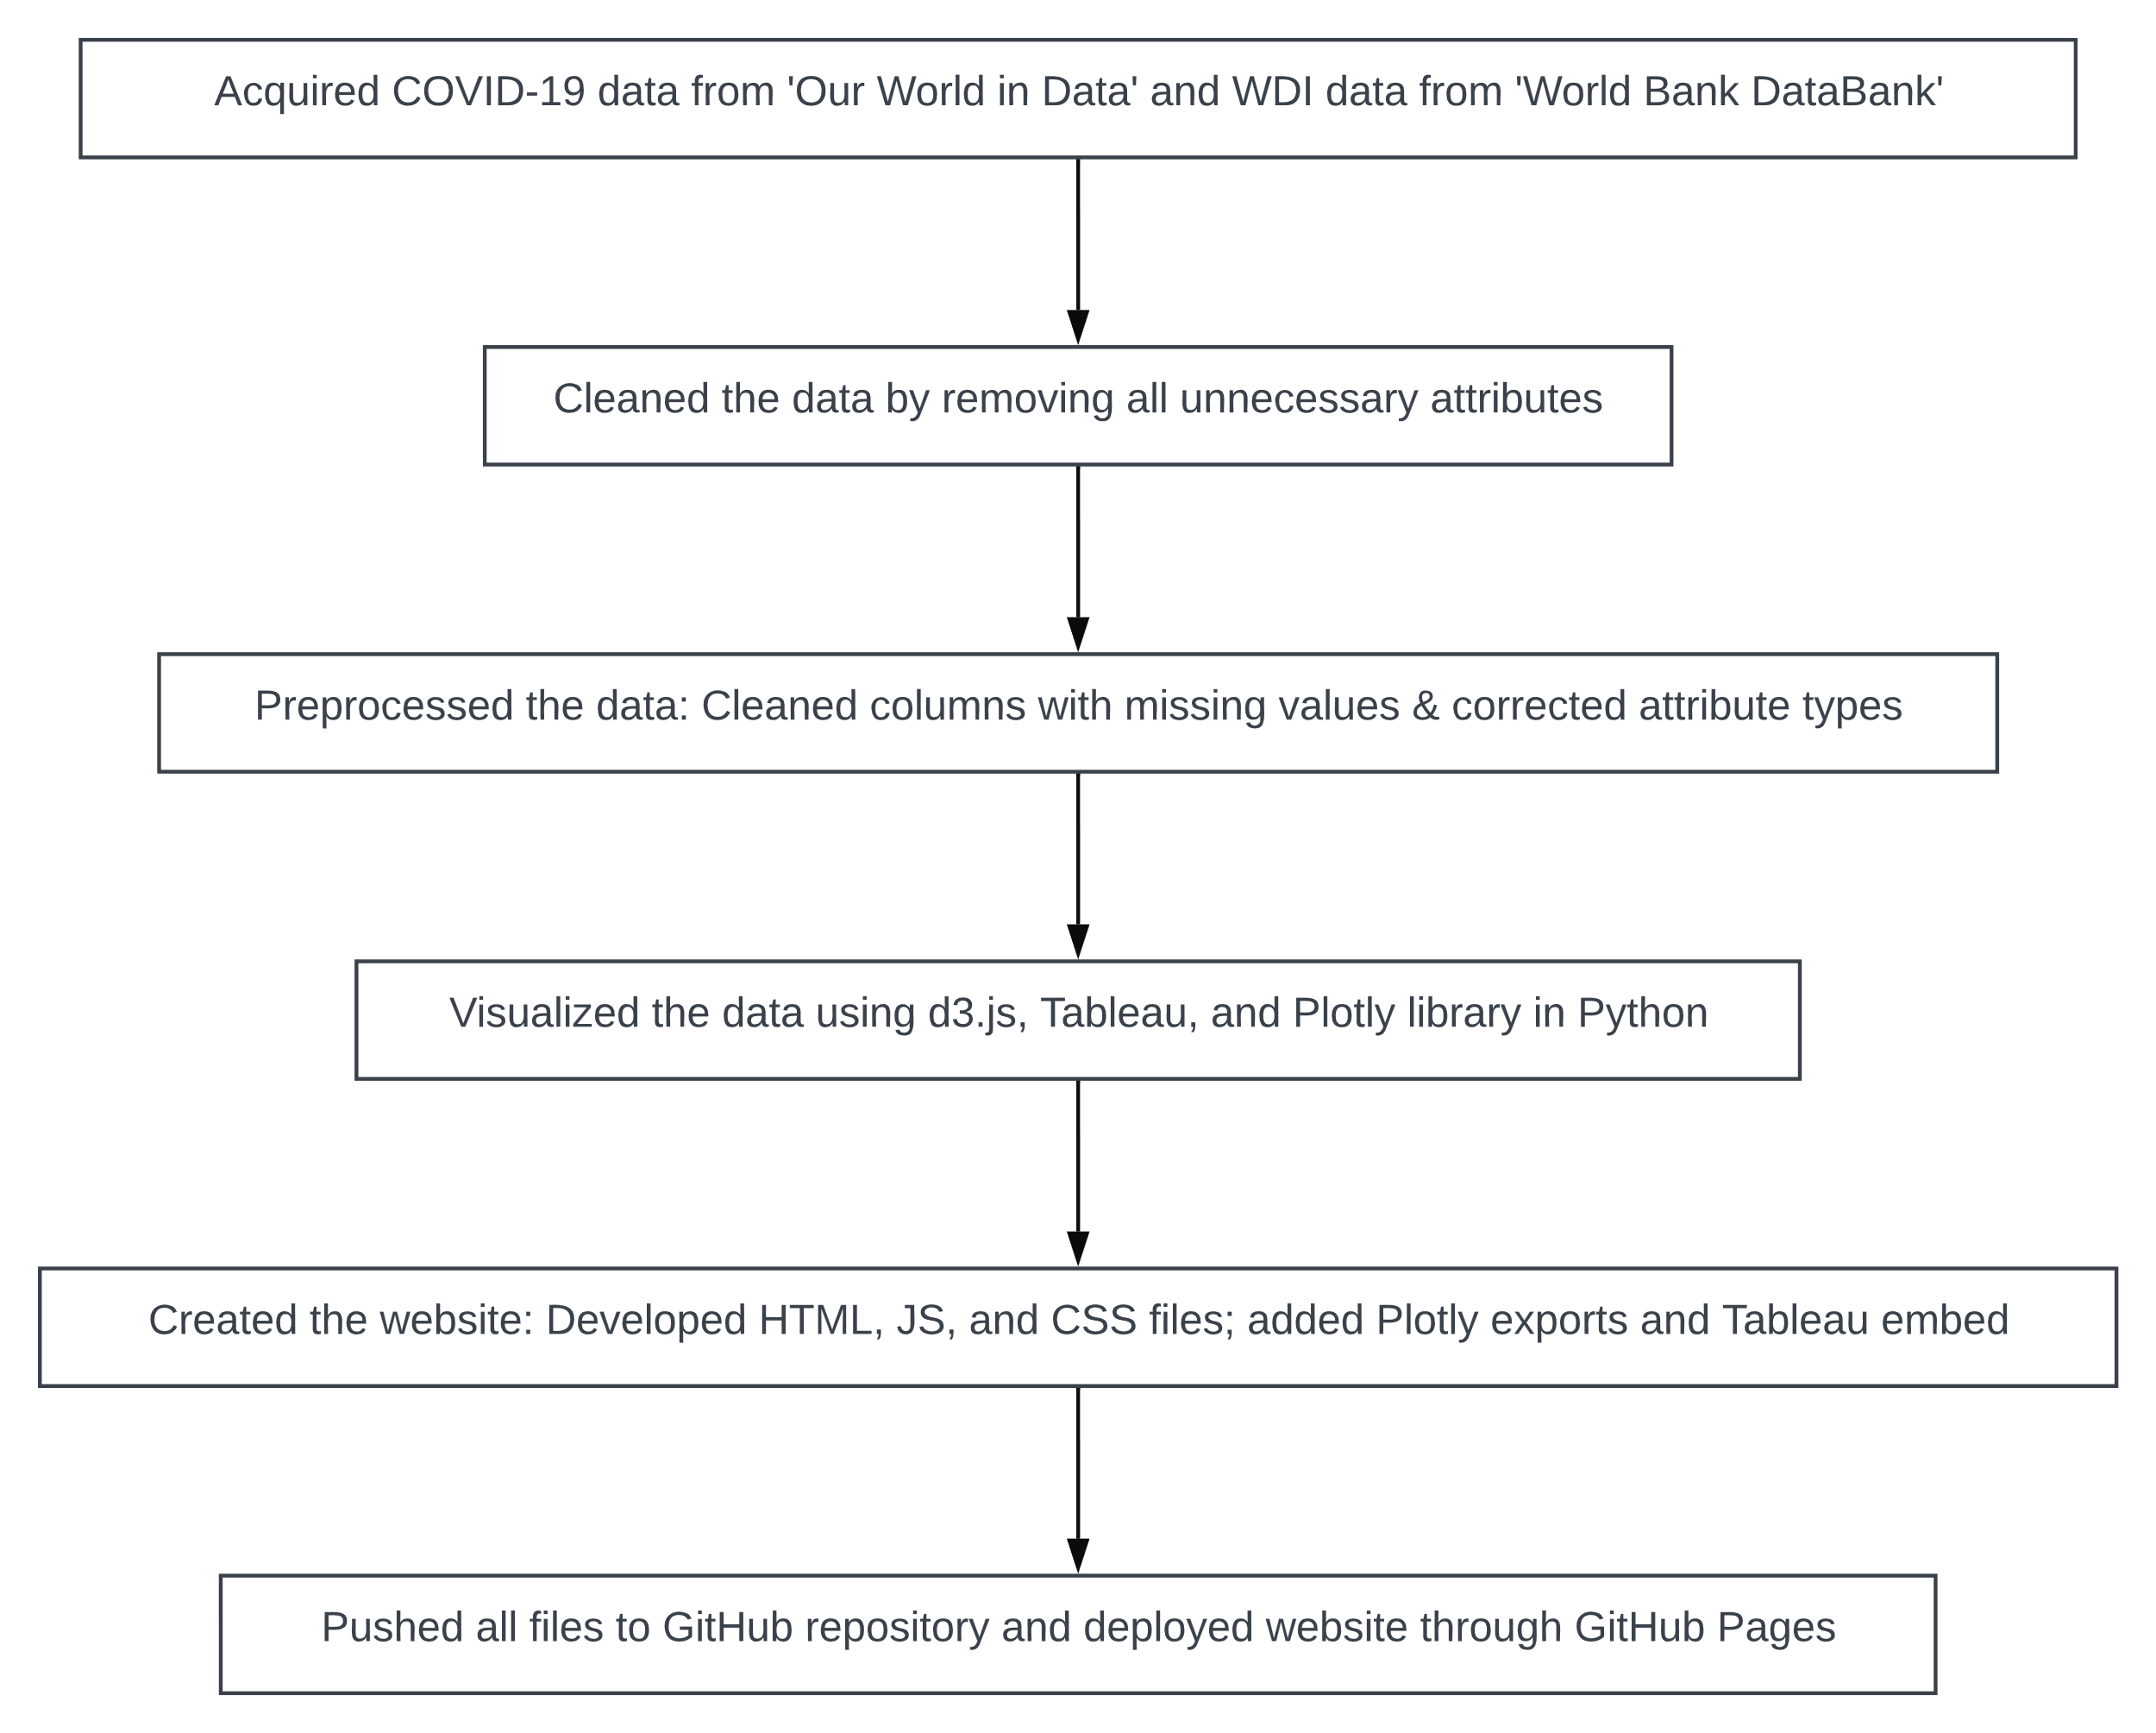 Acquired COVID-19 data from 'Our World in Data' and WDI data from 'World Bank DataBank'
Cleaned the data by removing all unnecessary attributes
Preprocessed the data: Cleaned columns with missing values & corrected attribute types
Visualized the data using d3.js, Tableau, and Plotly library in Python
Created the website: Developed HTML, JS, and CSS files; added Plotly exports and Tableau embed
Pushed all files to GitHub repository and deployed website through GitHub Pages